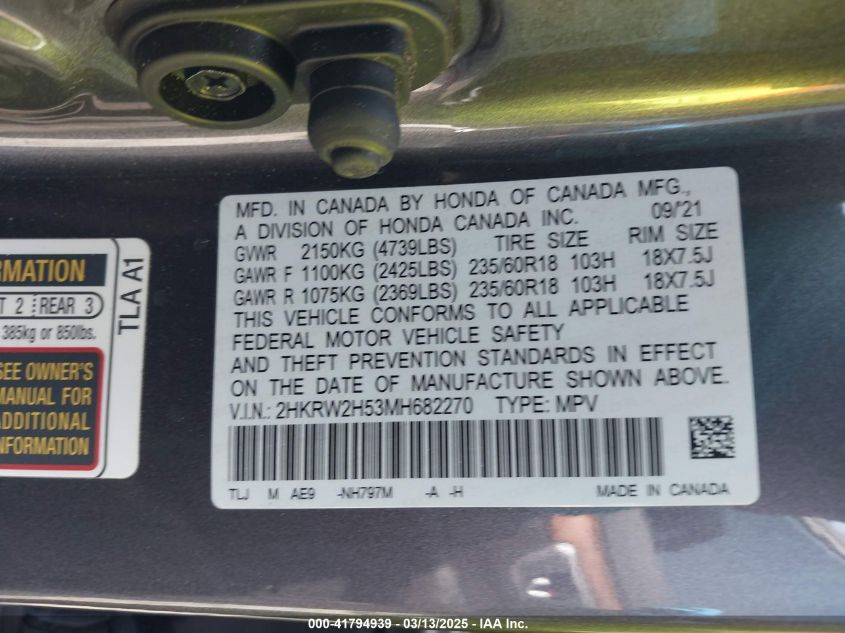 MFD. IN CANADA BY HONDA OF CANADA MFG.,
A DIVISION OF HONDA CANADA INC. 09/21
GVWR 2150KG (4739LBS) TIRE SIZE RIM SIZE
GAWR F 1100KG (2425LBS) 235/60R18 103H 18X7.5J
GAWR R 1075KG (2369LBS) 235/60R18 103H 18X7.5J
THIS VEHICLE CONFORMS TO ALL APPLICABLE
FEDERAL MOTOR VEHICLE SAFETY
AND THEFT PREVENTION STANDARDS IN EFFECT
ON THE DATE OF MANUFACTURE SHOWN ABOVE.
V.I.N.: 2HKRW2H53MH682270 TYPE: MPV
TLJ M AE9 -NH797M -A -H MADE IN CANADA
2 REAR 3
385kg or 850lbs.
SEE OWNER'S
MANUAL FOR
ADDITIONAL
TLA A1
000-41794939 - 03/13/2025 - IAA Inc.